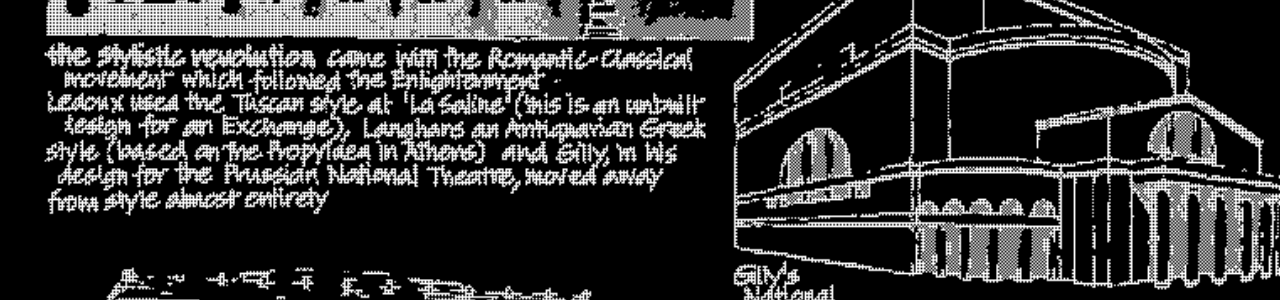 the stylistic revolution came with the Romantic-Classical
movement which followed the Enlightenment
Ledoux used the Tuscan style at 'La Saline' (this is an unbuilt
design for an Exchange), Langhans an Antiquarian Greek
style (based on the Propylaea in Athens) and Gilly, in his
design for the Prussian National Theatre, moved away
from style almost entirely
Gilly's
National